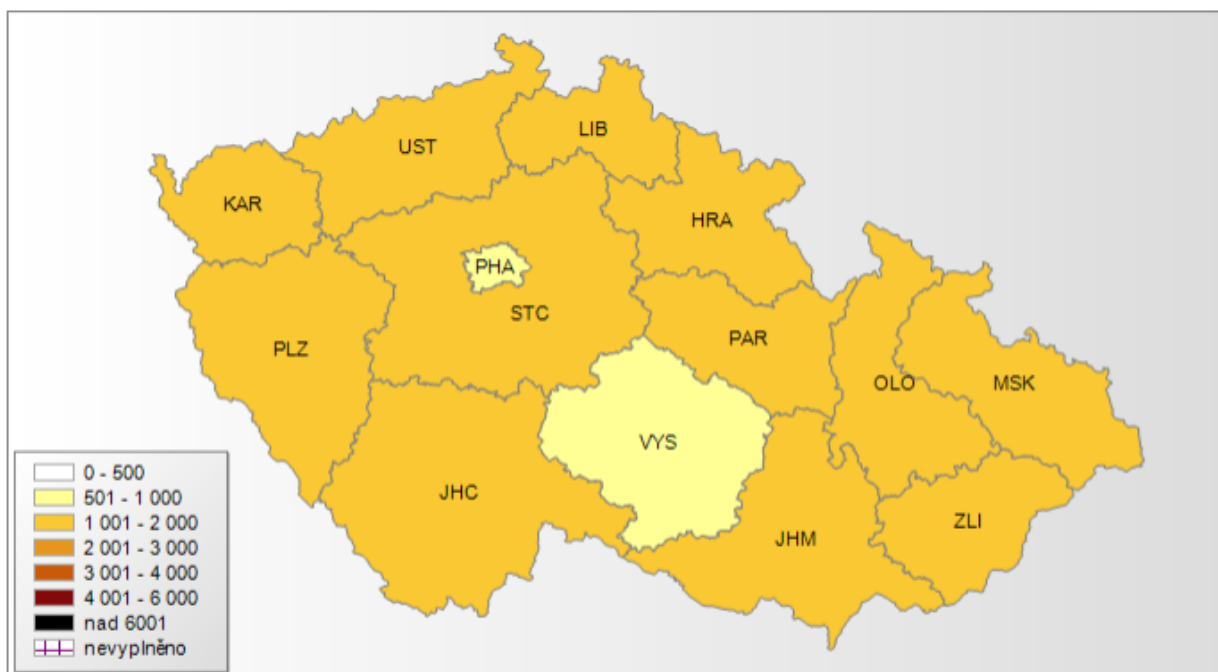 LIB
UST
KAR
HRA
PHA
STC
PAR
PLZ
OLO
MSK
VYS
JHC
ZLI
JHM
0 - 500
501 - 1 000
1 001 - 2 000
2 001 - 3 000
3 001 - 4 000
4 001 - 6 000
nad 6001
nevyplněno